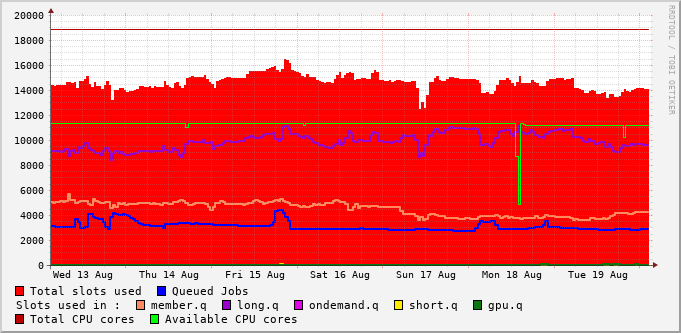 20000
18000
16000
14000
12000
10000
8000
6000
4000
2000
0
Wed 13 Aug Thu 14 Aug Fri 15 Aug Sat 16 Aug Sun 17 Aug Mon 18 Aug Tue 19 Aug
Total slots used Queued Jobs
Slots used in : member.q long.q ondemand.q short.q gpu.q
Total CPU cores Available CPU cores
RRDTOOL / TOBI OETIKER